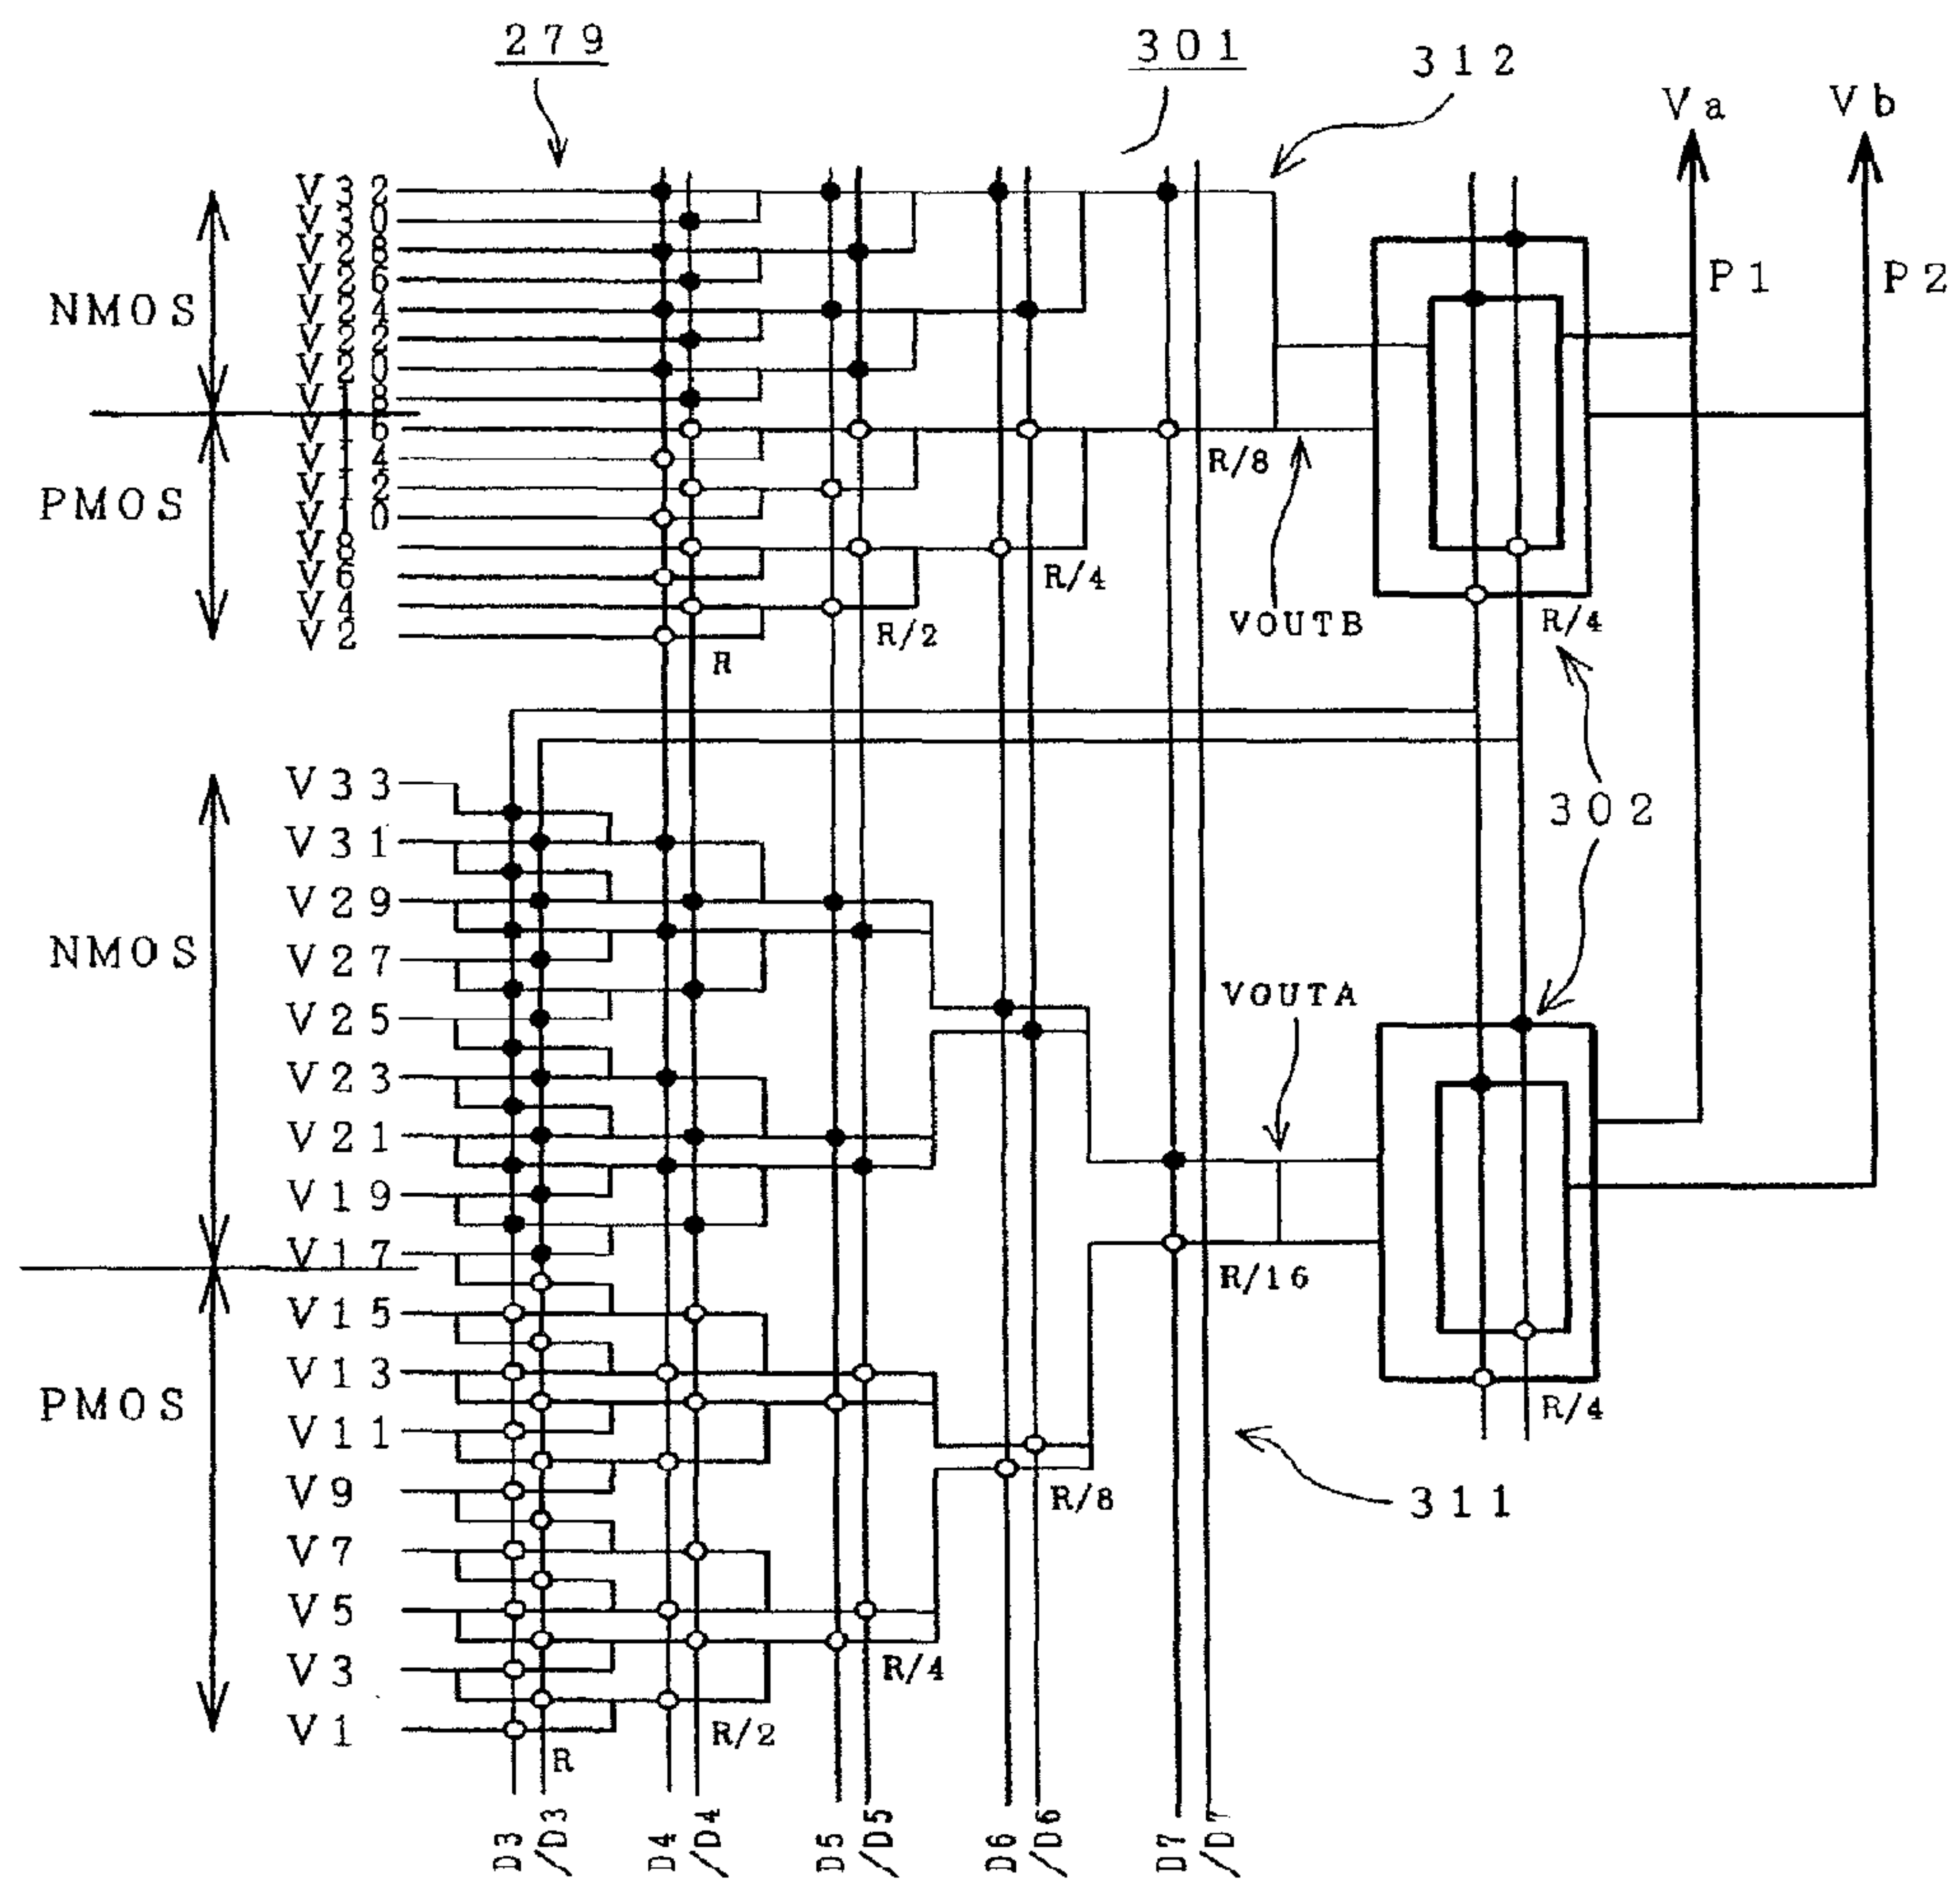 279
301
312
Va
Vb
V32
V30
V28
V26
V24
V22
V20
V18
V16
V14
V12
V10
V8
V6
V4
V2
NMOS
PMOS
P1
P2
R/8
R/4
R/2
R
VOUTB
R/4
302
V33
V31
V29
V27
V25
V23
V21
V19
V17
V15
V13
V11
V9
V7
V5
V3
V1
NMOS
PMOS
VOUTA
R/16
R/4
R/8
311
R/4
R/2
R
D3
/D3
D4
/D4
D5
/D5
D6
/D6
D7
/D7